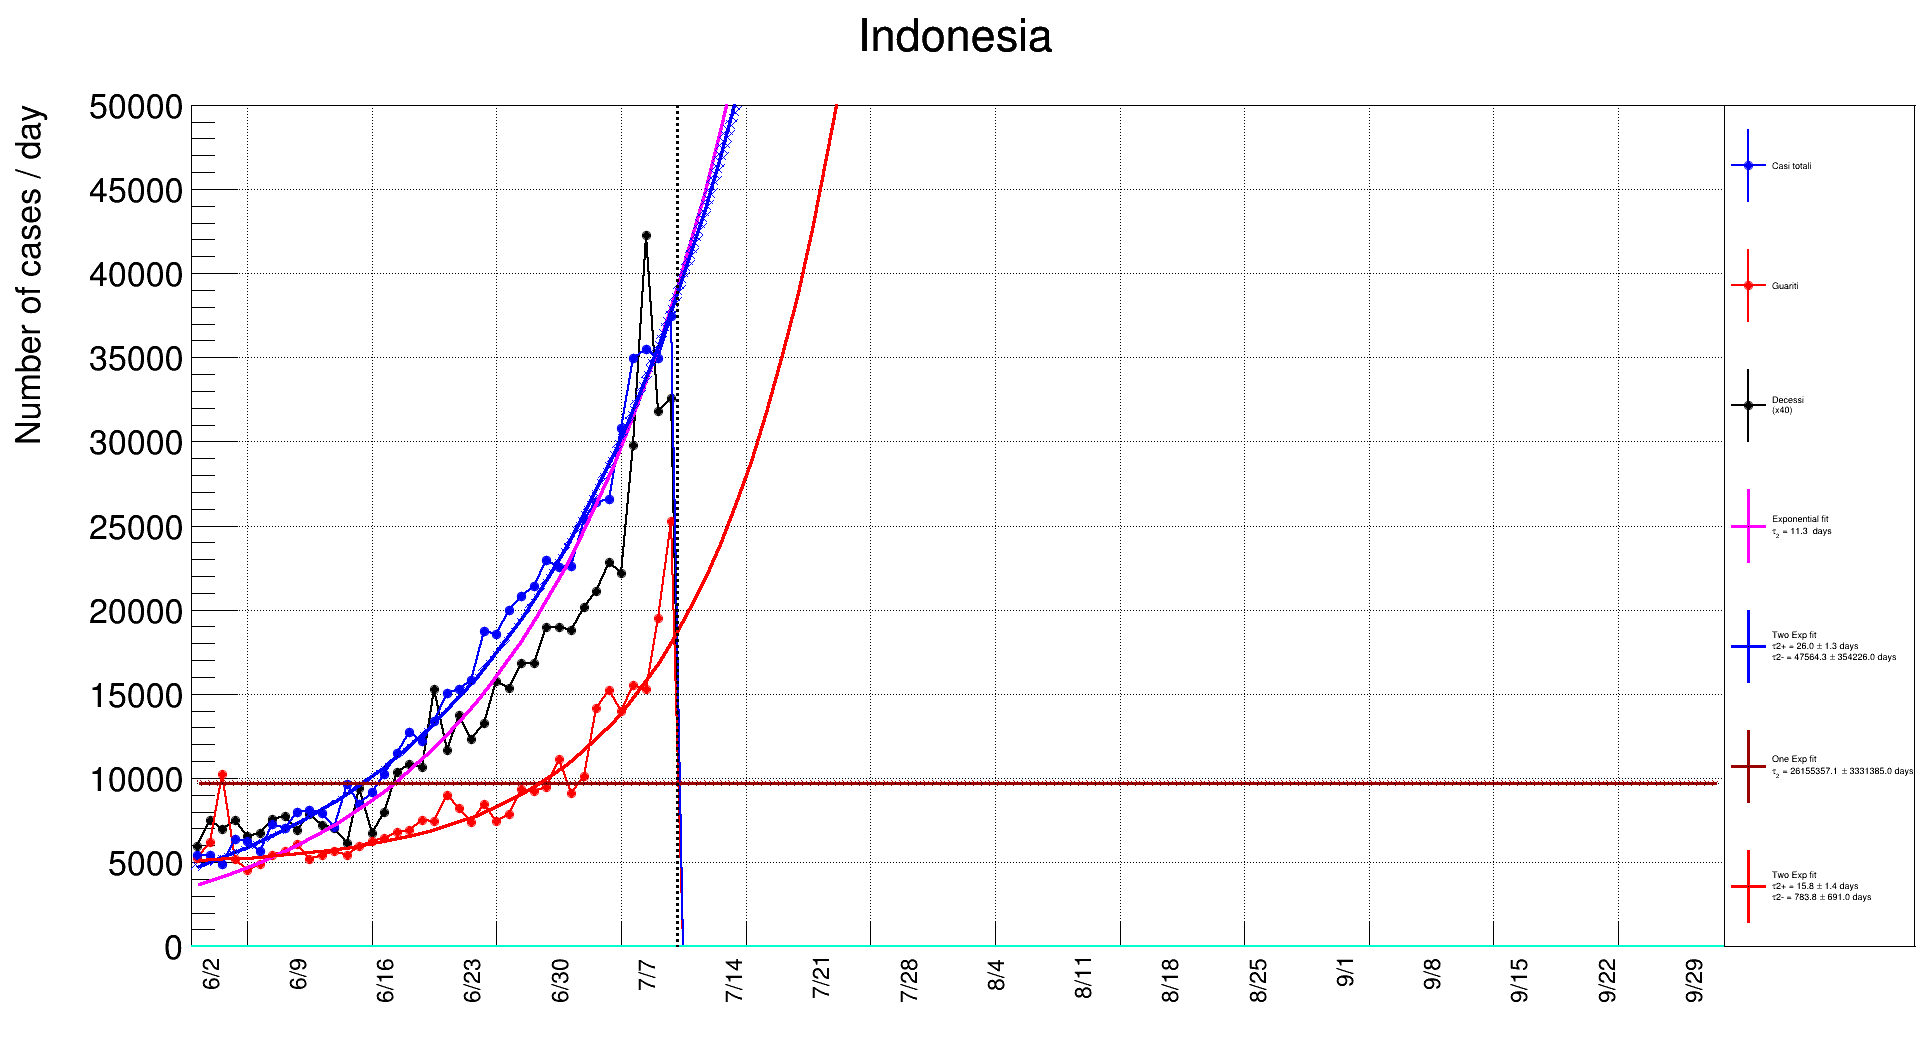 Indonesia
Number of cases / day
50000
45000
40000
35000
30000
25000
20000
15000
10000
5000
0
6/2
6/9
6/16
6/23
6/30
7/7
7/14
7/21
7/28
8/4
8/11
8/18
8/25
9/1
9/8
9/15
9/22
9/29
Casi totali
Guariti
Decessi
(x40)
Exponential fit
τ₂ = 11.3 days
Two Exp fit
τ2+ = 26.0 ± 1.3 days
τ2- = 47564.3 ± 354226.0 days
One Exp fit
τ₂ = 26155357.1 ± 3331385.0 days
Two Exp fit
τ2+ = 15.8 ± 1.4 days
τ2- = 783.8 ± 691.0 days